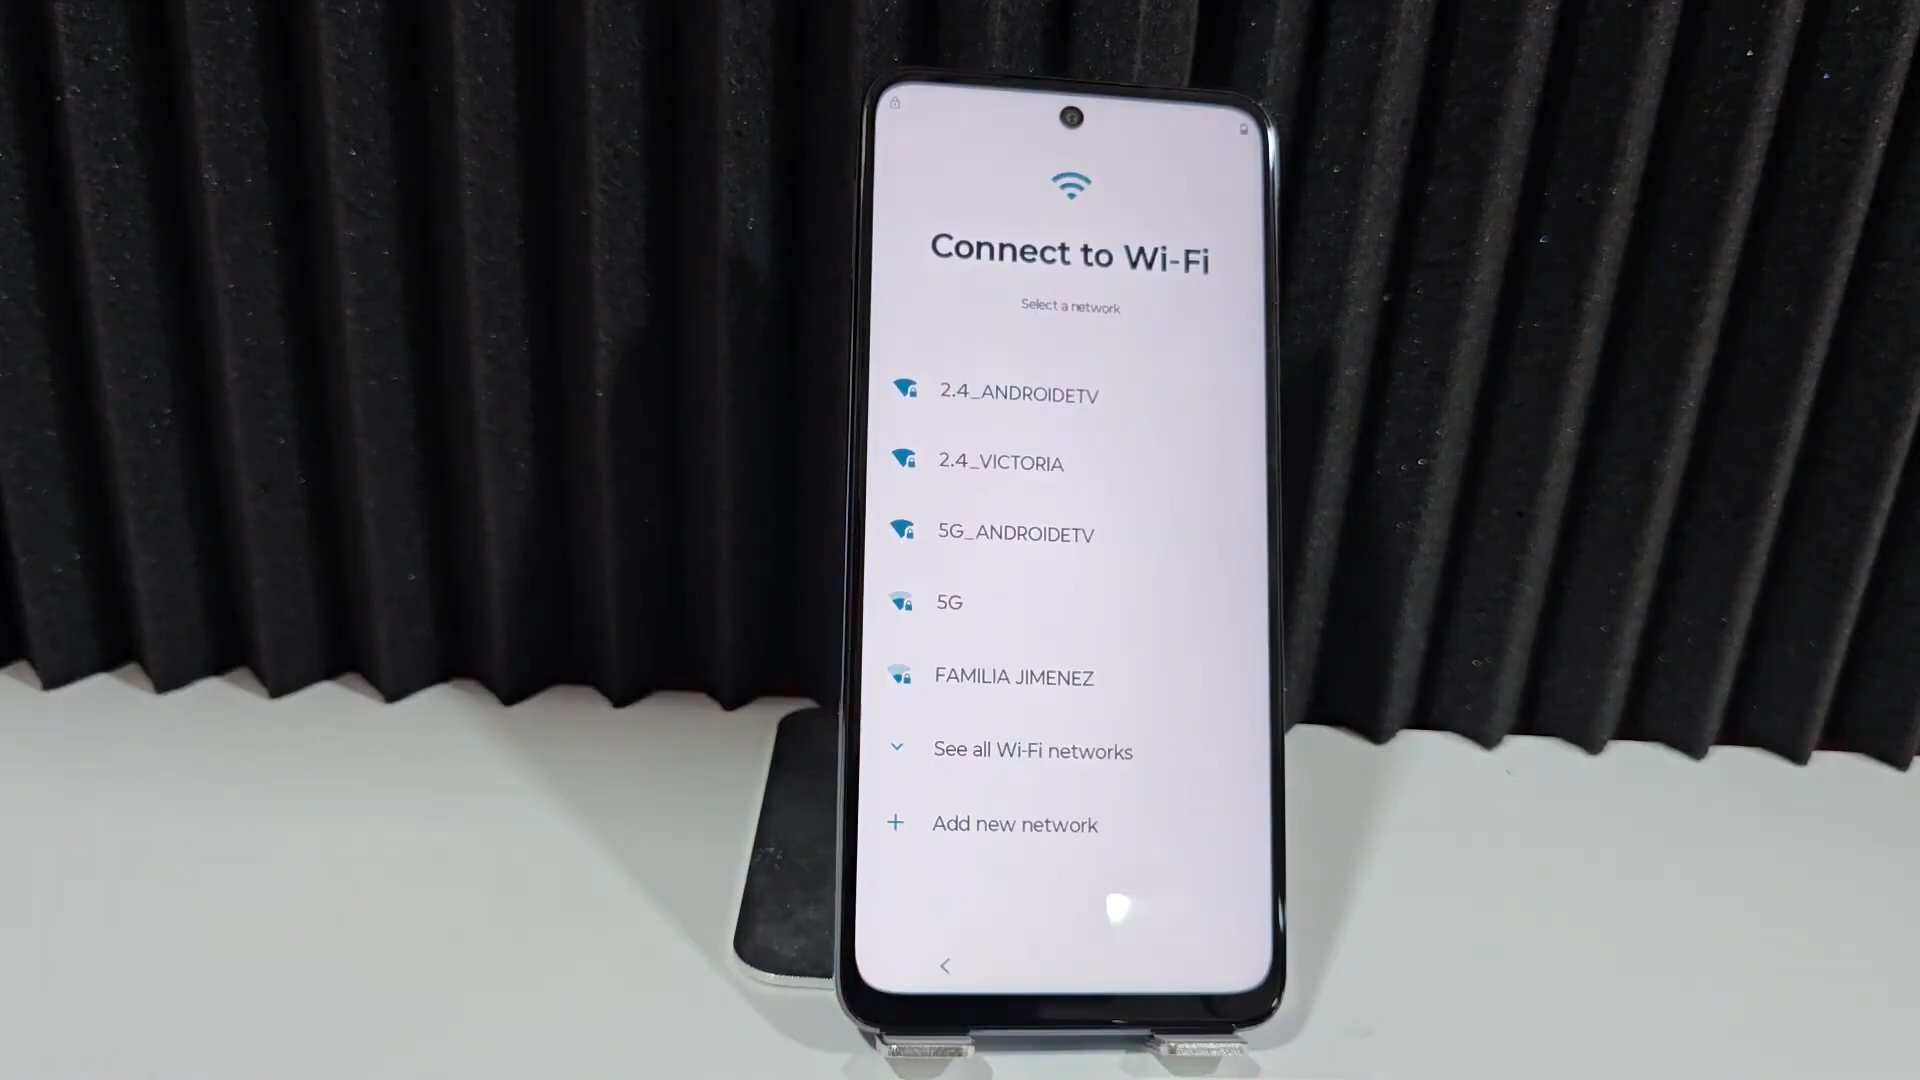 Connect to Wi-Fi
Select a network
2.4_ANDROIDETV
2.4_VICTORIA
5G_ANDROIDETV
5G
FAMILIA JIMENEZ
See all Wi-Fi networks
Add new network